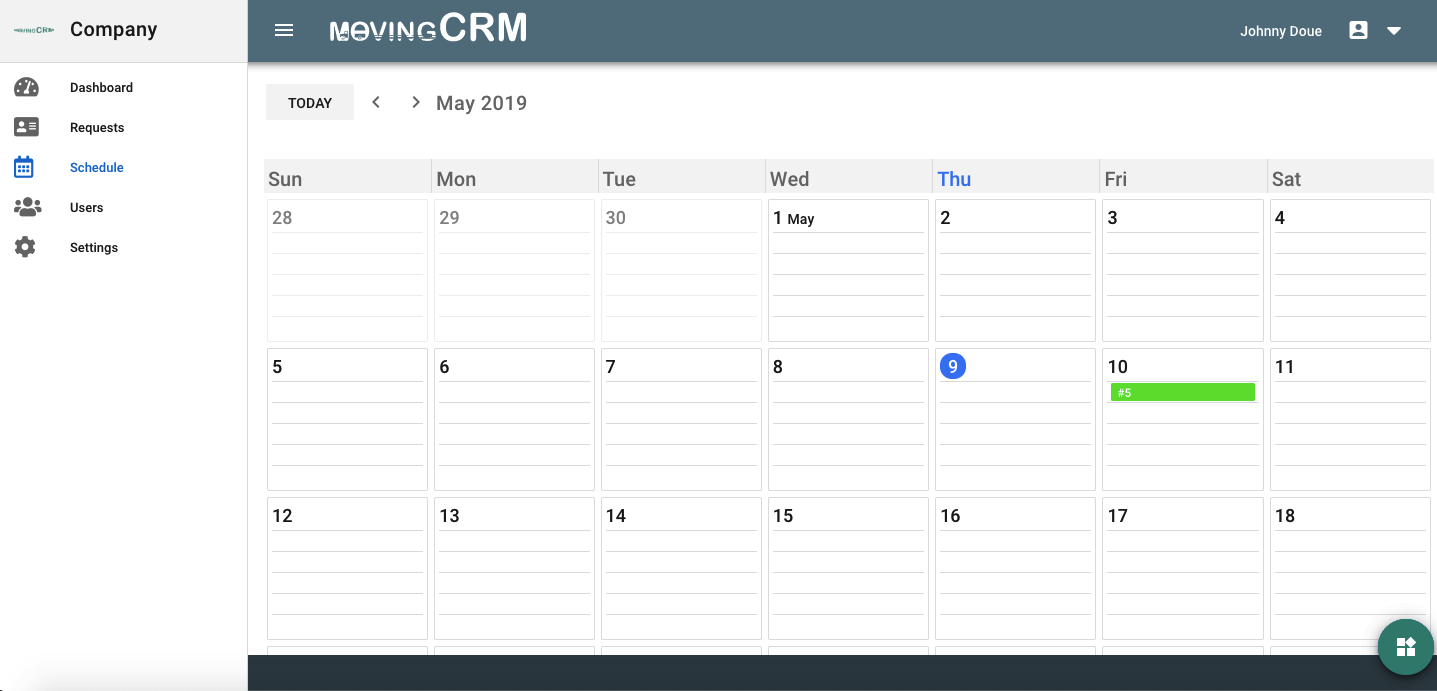 MOVINGCRM Company
MOVINGCRM
Johnny Doue
Dashboard
Requests
Schedule
Users
Settings
TODAY May 2019
Sun Mon Tue Wed Thu Fri Sat
28 29 30 1 May 2 3 4
5 6 7 8 9 10 11
#5
12 13 14 15 16 17 18